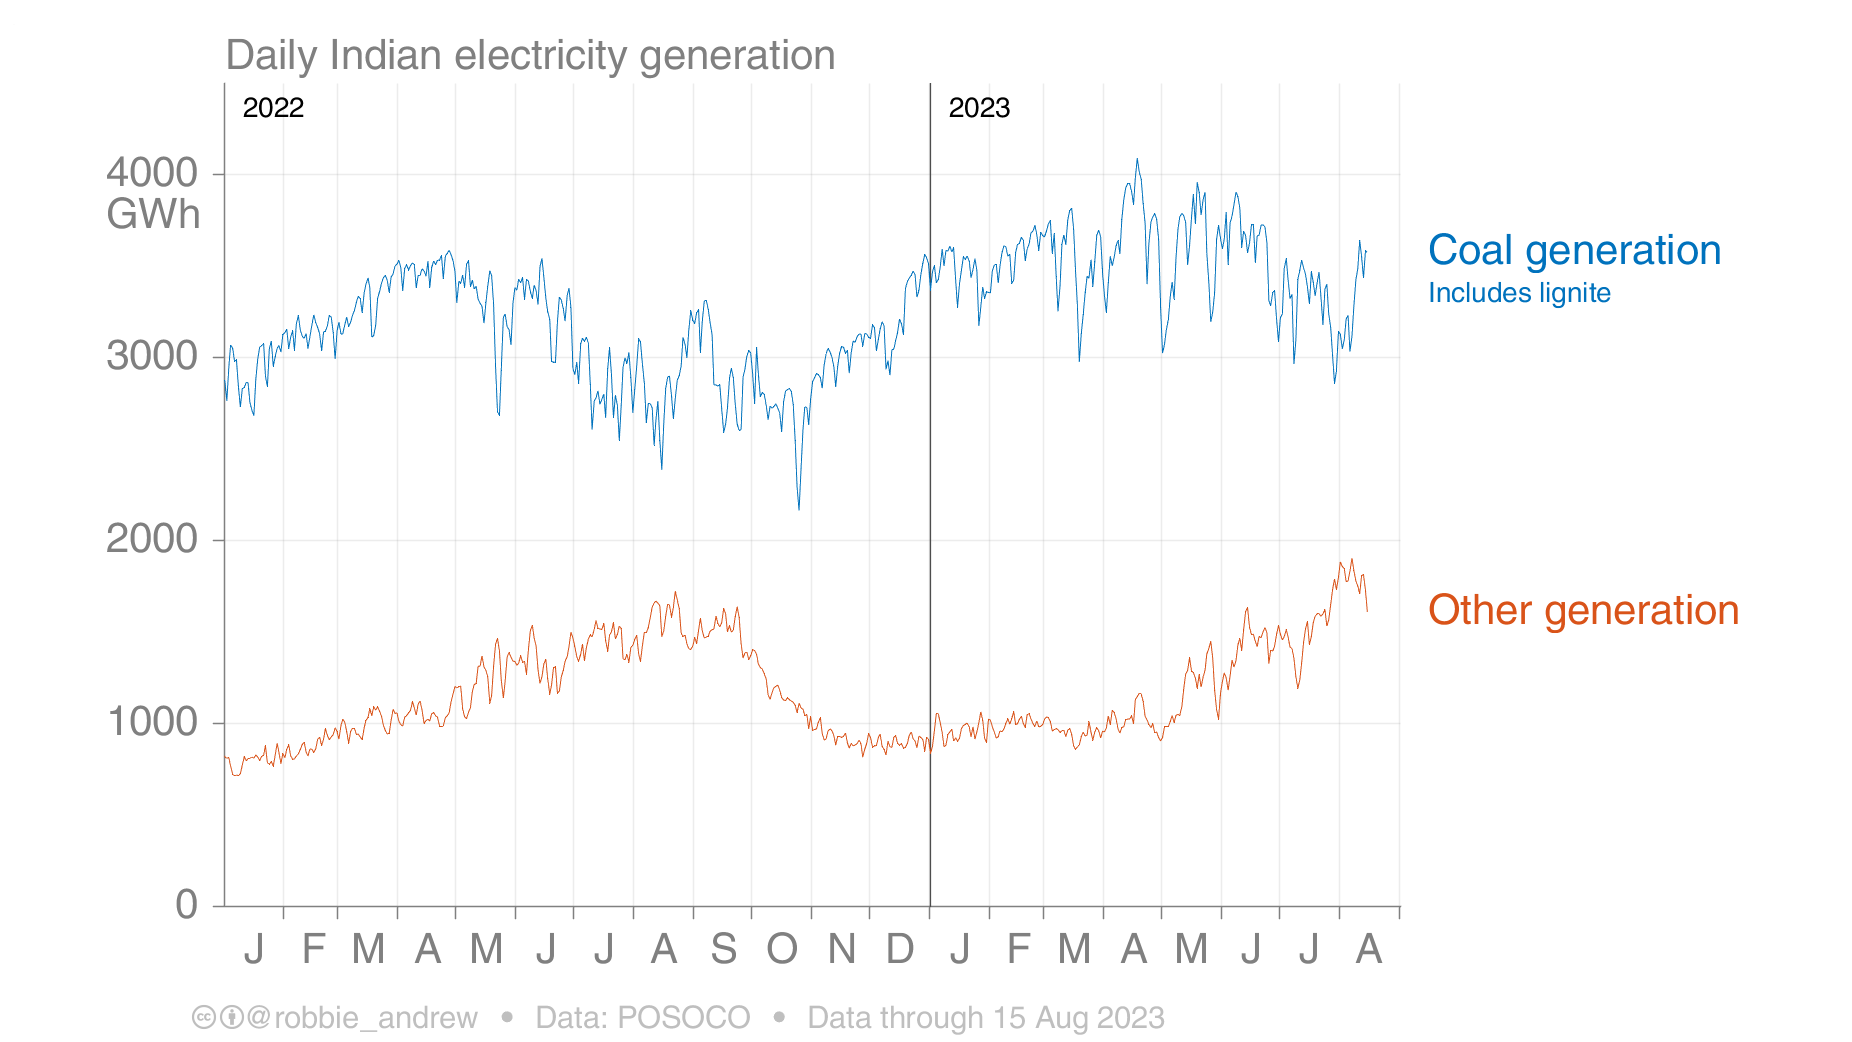 Daily Indian electricity generation
2022
2023
4000
GWh
3000
2000
1000
0
Coal generation
Includes lignite
Other generation
J F M A M J J A S O N D J F M A M J J A
cc @robbie_andrew • Data: POSOCO • Data through 15 Aug 2023